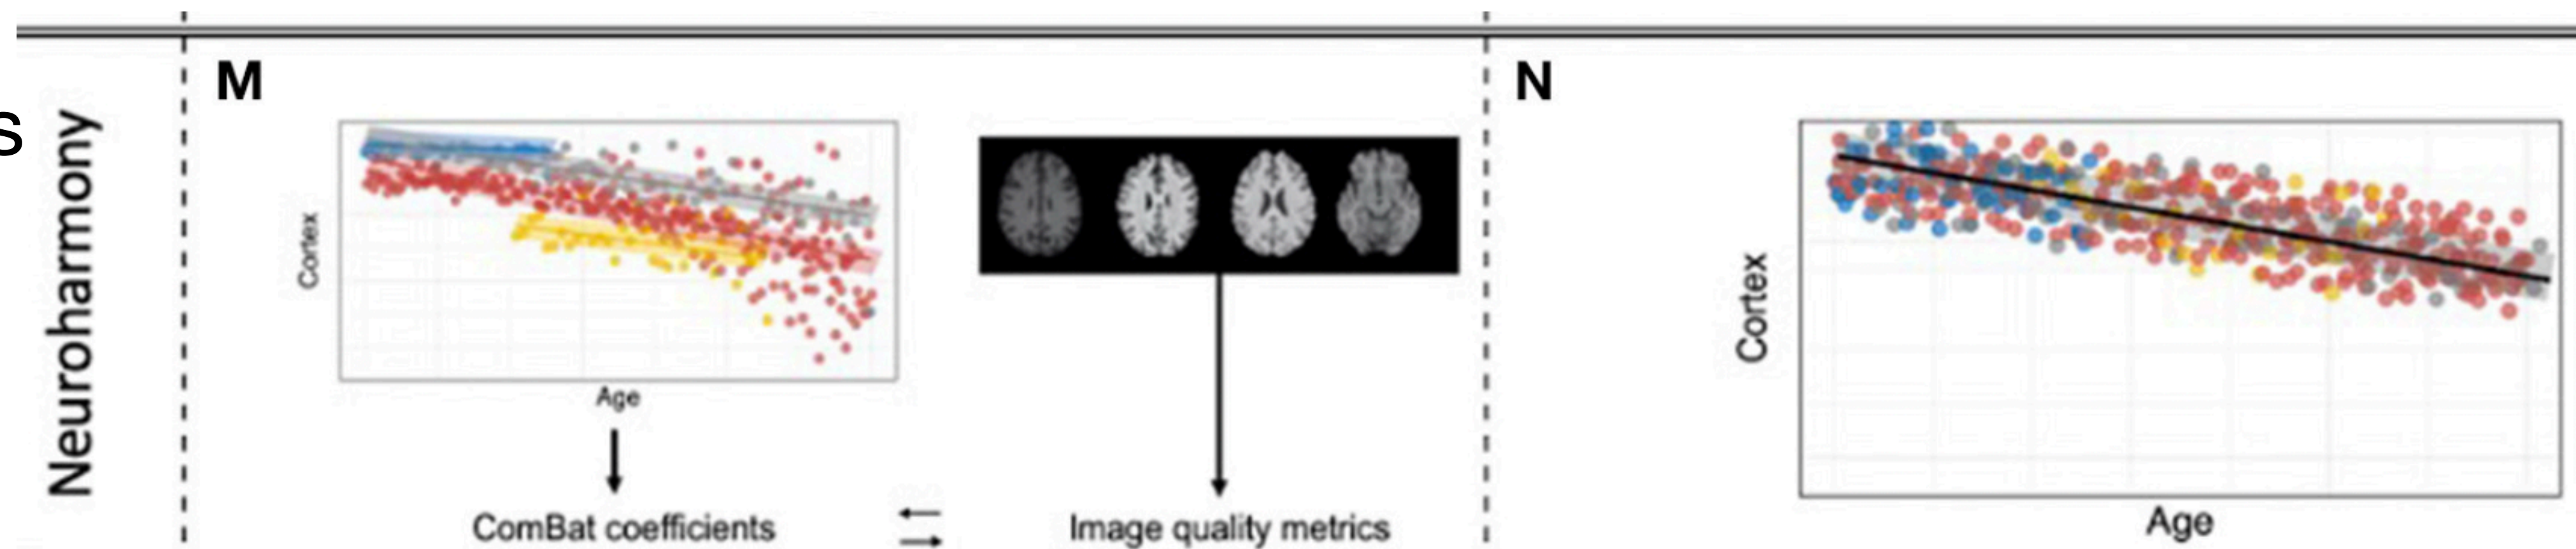 s
Neuroharmony
M
Cortex
Age
ComBat coefficients
Image quality metrics
N
Cortex
Age